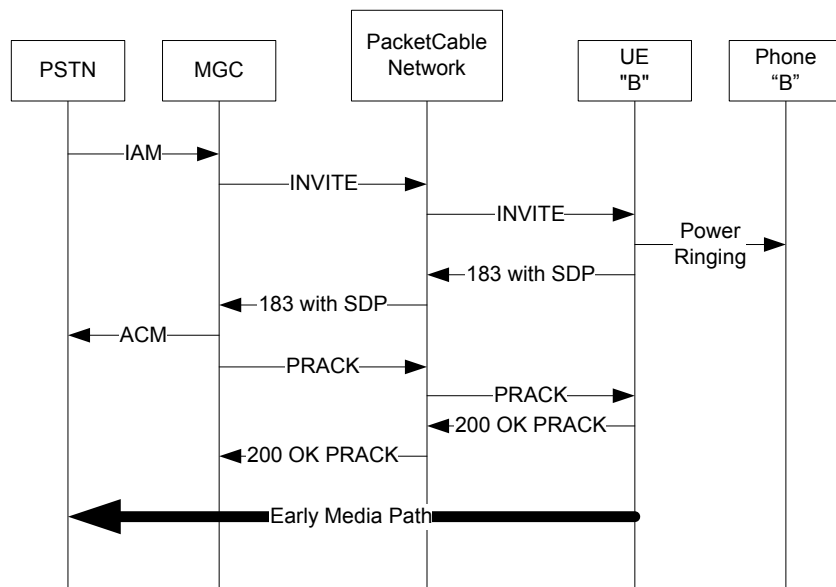 PSTN
MGC
PacketCable
Network
UE
"B"
Phone
“B”
IAM
INVITE
INVITE
Power
Ringing
183 with SDP
183 with SDP
ACM
PRACK
PRACK
200 OK PRACK
200 OK PRACK
Early Media Path